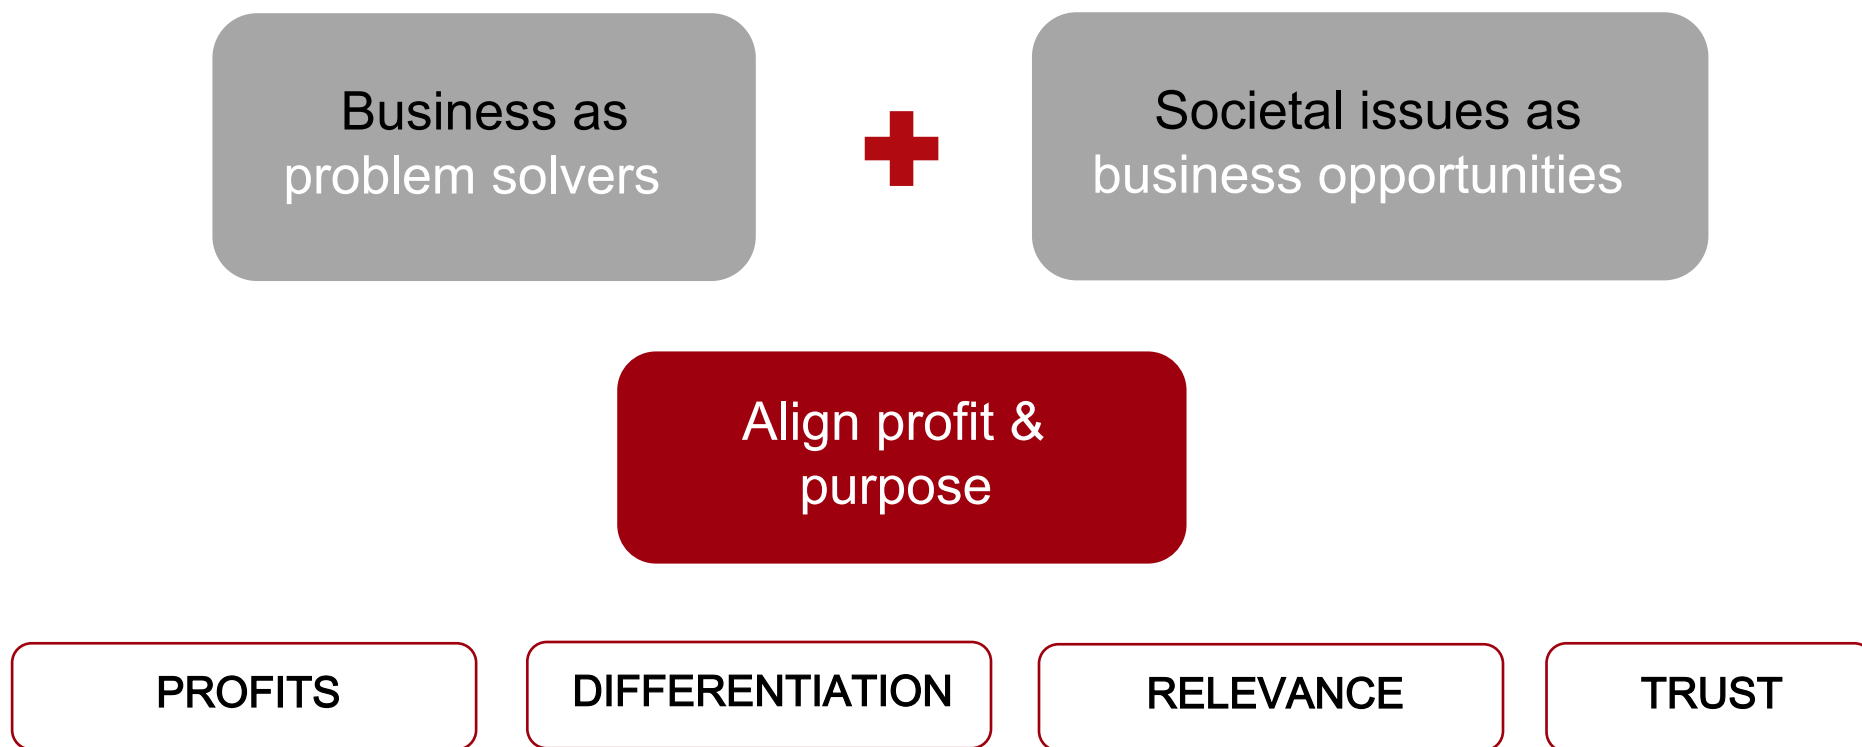 Business as
problem solvers
Societal issues as
business opportunities
Align profit &
purpose
PROFITS
DIFFERENTIATION
RELEVANCE
TRUST